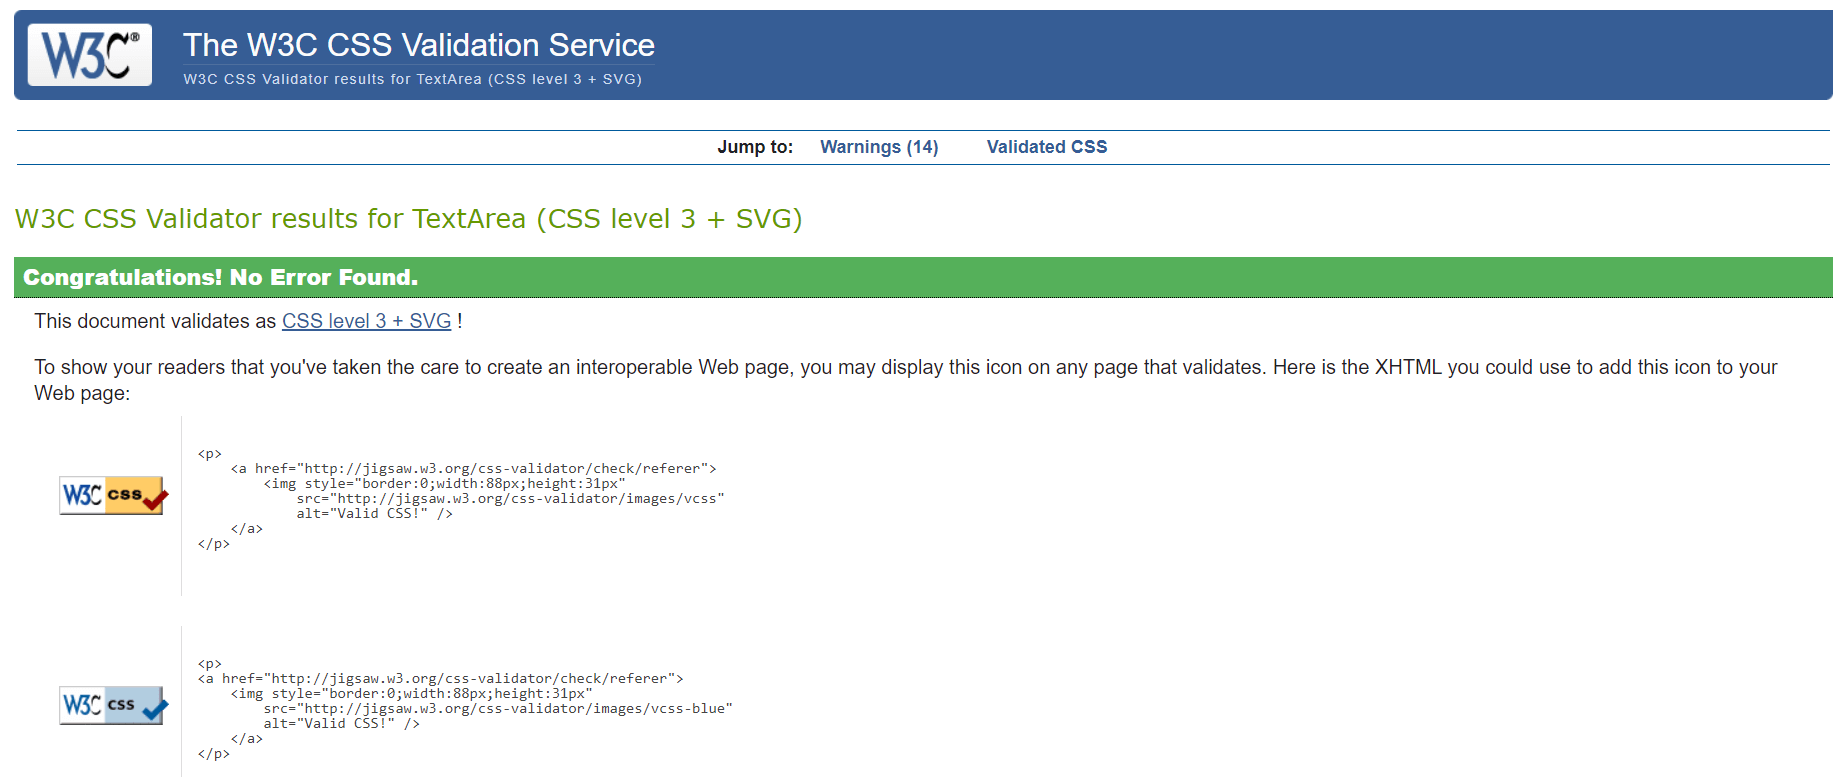 W3C®
The W3C CSS Validation Service
W3C CSS Validator results for TextArea (CSS level 3 + SVG)
Jump to: Warnings (14) Validated CSS
W3C CSS Validator results for TextArea (CSS level 3 + SVG)
Congratulations! No Error Found.
This document validates as CSS level 3 + SVG !
To show your readers that you've taken the care to create an interoperable Web page, you may display this icon on any page that validates. Here is the XHTML you could use to add this icon to your
Web page:
W3C css
<p>
    <a href="http://jigsaw.w3.org/css-validator/check/referer">
        <img style="border:0;width:88px;height:31px"
            src="http://jigsaw.w3.org/css-validator/images/vcss"
            alt="Valid CSS!" />
    </a>
</p>
W3C css
<p>
<a href="http://jigsaw.w3.org/css-validator/check/referer">
    <img style="border:0;width:88px;height:31px"
        src="http://jigsaw.w3.org/css-validator/images/vcss-blue"
        alt="Valid CSS!" />
    </a>
</p>